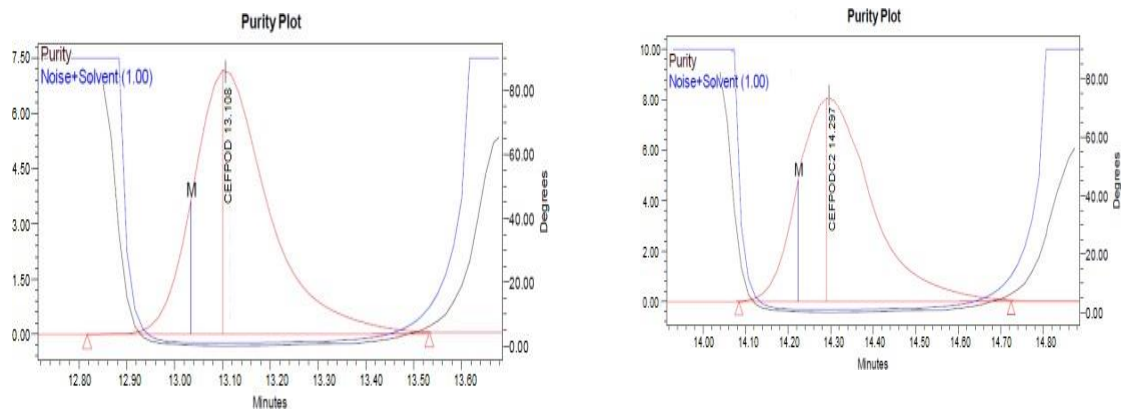 Purity Plot
Purity
Noise+Solvent (1.00)
7.50
6.00
4.50
3.00
1.50
0.00
80.00
60.00
40.00
20.00
-0.00
Degrees
M
CEFPOD 13.108
12.80 12.90 13.00 13.10 13.20 13.30 13.40 13.50 13.60
Minutes
Purity Plot
Purity
Noise+Solvent (1.00)
10.00
8.00
6.00
4.00
2.00
0.00
80.00
60.00
40.00
20.00
0.00
Degrees
M
CEFPODC2 14.297
14.00 14.10 14.20 14.30 14.40 14.50 14.60 14.70 14.80
Minutes